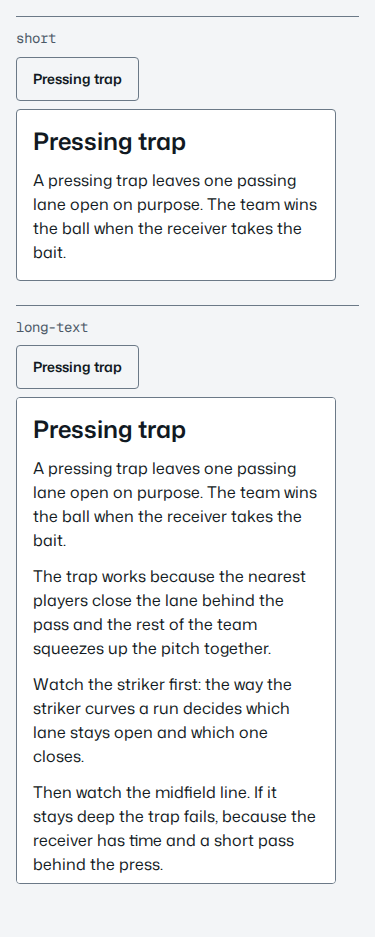 short
Pressing trap
Pressing trap
A pressing trap leaves one passing
lane open on purpose. The team wins
the ball when the receiver takes the
bait.
long-text
Pressing trap
Pressing trap
A pressing trap leaves one passing
lane open on purpose. The team wins
the ball when the receiver takes the
bait.
The trap works because the nearest
players close the lane behind the
pass and the rest of the team
squeezes up the pitch together.
Watch the striker first: the way the
striker curves a run decides which
lane stays open and which one
closes.
Then watch the midfield line. If it
stays deep the trap fails, because the
receiver has time and a short pass
behind the press.